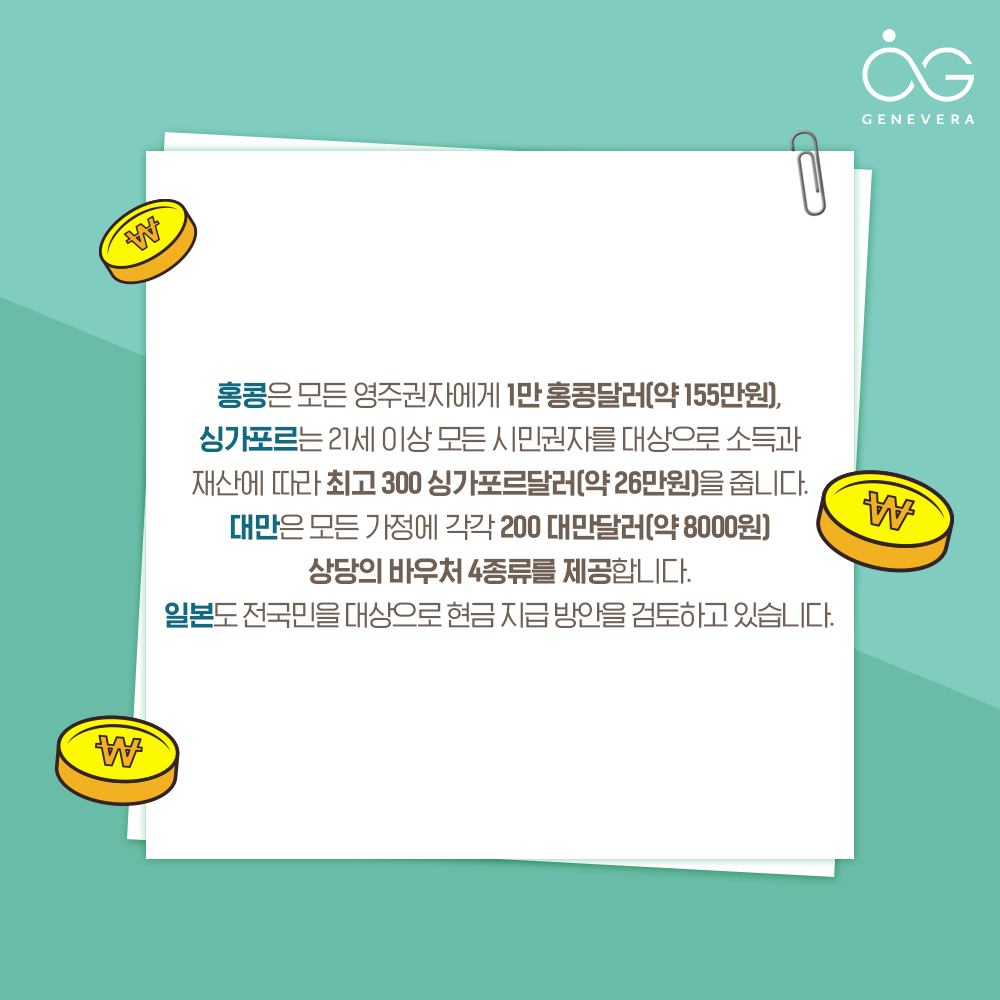 GENEVERA
홍콩은 모든 영주권자에게 1만 홍콩달러(약 155만원),
싱가포르는 21세 이상 모든 시민권자를 대상으로 소득과
재산에 따라 최고 300 싱가포르달러(약 26만원)을 줍니다.
대만은 모든 가정에 각각 200 대만달러(약 8000원)
상당의 바우처 4종류를 제공합니다.
일본도 전국민을 대상으로 현금 지급 방안을 검토하고 있습니다.